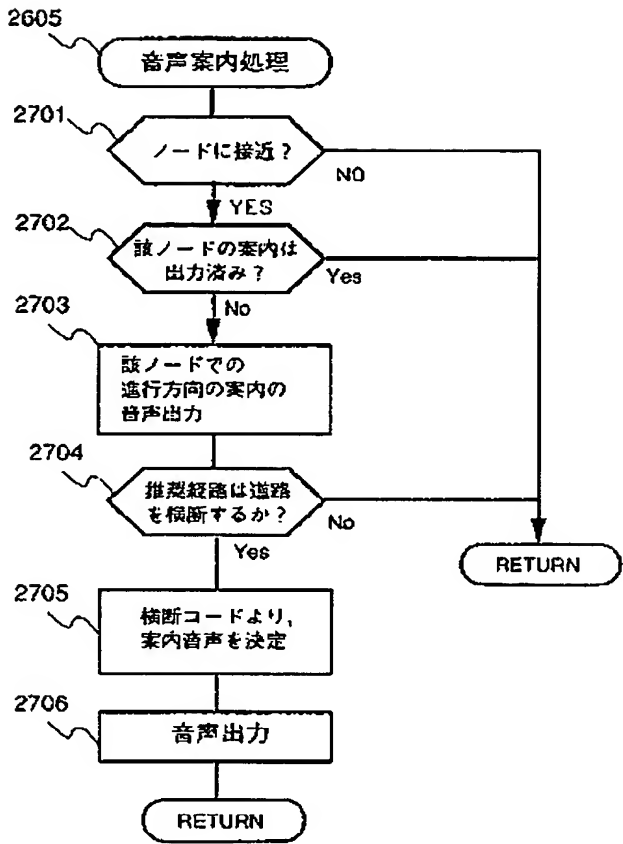 2605
音声案内処理
2701
ノードに接近?
NO
YES
2702
該ノードの案内は
出力済み?
Yes
No
2703
該ノードでの
進行方向の案内の
音声出力
2704
推奨経路は道路
を横断するか?
No
Yes
RETURN
2705
横断コードより,
案内音声を決定
2706
音声出力
RETURN